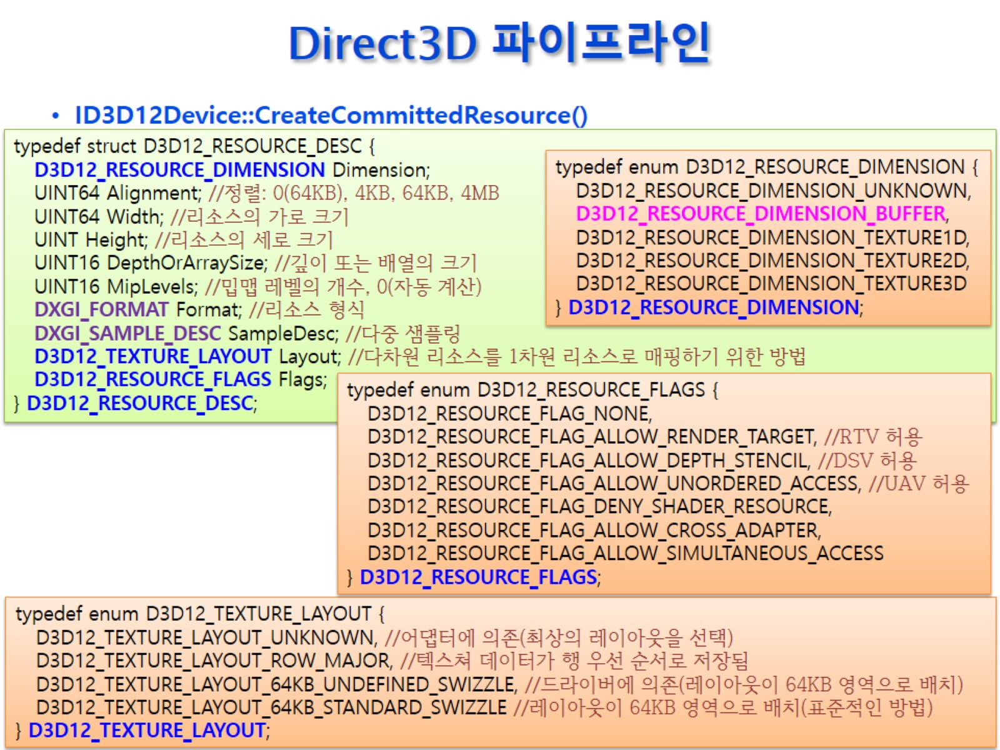 Direct3D 파이프라인
• ID3D12Device::CreateCommittedResource()
typedef struct D3D12_RESOURCE_DESC {
D3D12_RESOURCE_DIMENSION Dimension;
UINT64 Alignment; //정렬: 0(64KB), 4KB, 64KB, 4MB
UINT64 Width; //리소스의 가로 크기
UINT Height; //리소스의 세로 크기
UINT16 DepthOrArraySize; //깊이 또는 배열의 크기
UINT16 MipLevels; //밉맵 레벨의 개수, 0(자동 계산)
DXGI_FORMAT Format; //리소스 형식
DXGI_SAMPLE_DESC SampleDesc; //다중 샘플링
D3D12_TEXTURE_LAYOUT Layout; //다차원 리소스를 1차원 리소스로 매핑하기 위한 방법
D3D12_RESOURCE_FLAGS Flags;
} D3D12_RESOURCE_DESC;
typedef enum D3D12_RESOURCE_DIMENSION {
D3D12_RESOURCE_DIMENSION_UNKNOWN,
D3D12_RESOURCE_DIMENSION_BUFFER,
D3D12_RESOURCE_DIMENSION_TEXTURE1D,
D3D12_RESOURCE_DIMENSION_TEXTURE2D,
D3D12_RESOURCE_DIMENSION_TEXTURE3D
} D3D12_RESOURCE_DIMENSION;
typedef enum D3D12_RESOURCE_FLAGS {
D3D12_RESOURCE_FLAG_NONE,
D3D12_RESOURCE_FLAG_ALLOW_RENDER_TARGET, //RTV 허용
D3D12_RESOURCE_FLAG_ALLOW_DEPTH_STENCIL, //DSV 허용
D3D12_RESOURCE_FLAG_ALLOW_UNORDERED_ACCESS, //UAV 허용
D3D12_RESOURCE_FLAG_DENY_SHADER_RESOURCE,
D3D12_RESOURCE_FLAG_ALLOW_CROSS_ADAPTER,
D3D12_RESOURCE_FLAG_ALLOW_SIMULTANEOUS_ACCESS
} D3D12_RESOURCE_FLAGS;
typedef enum D3D12_TEXTURE_LAYOUT {
D3D12_TEXTURE_LAYOUT_UNKNOWN, //어댑터에 의존(최상의 레이아웃을 선택)
D3D12_TEXTURE_LAYOUT_ROW_MAJOR, //텍스쳐 데이터가 행 우선 순서로 저장됨
D3D12_TEXTURE_LAYOUT_64KB_UNDEFINED_SWIZZLE, //드라이버에 의존(레이아웃이 64KB 영역으로 배치)
D3D12_TEXTURE_LAYOUT_64KB_STANDARD_SWIZZLE //레이아웃이 64KB 영역으로 배치(표준적인 방법)
} D3D12_TEXTURE_LAYOUT;